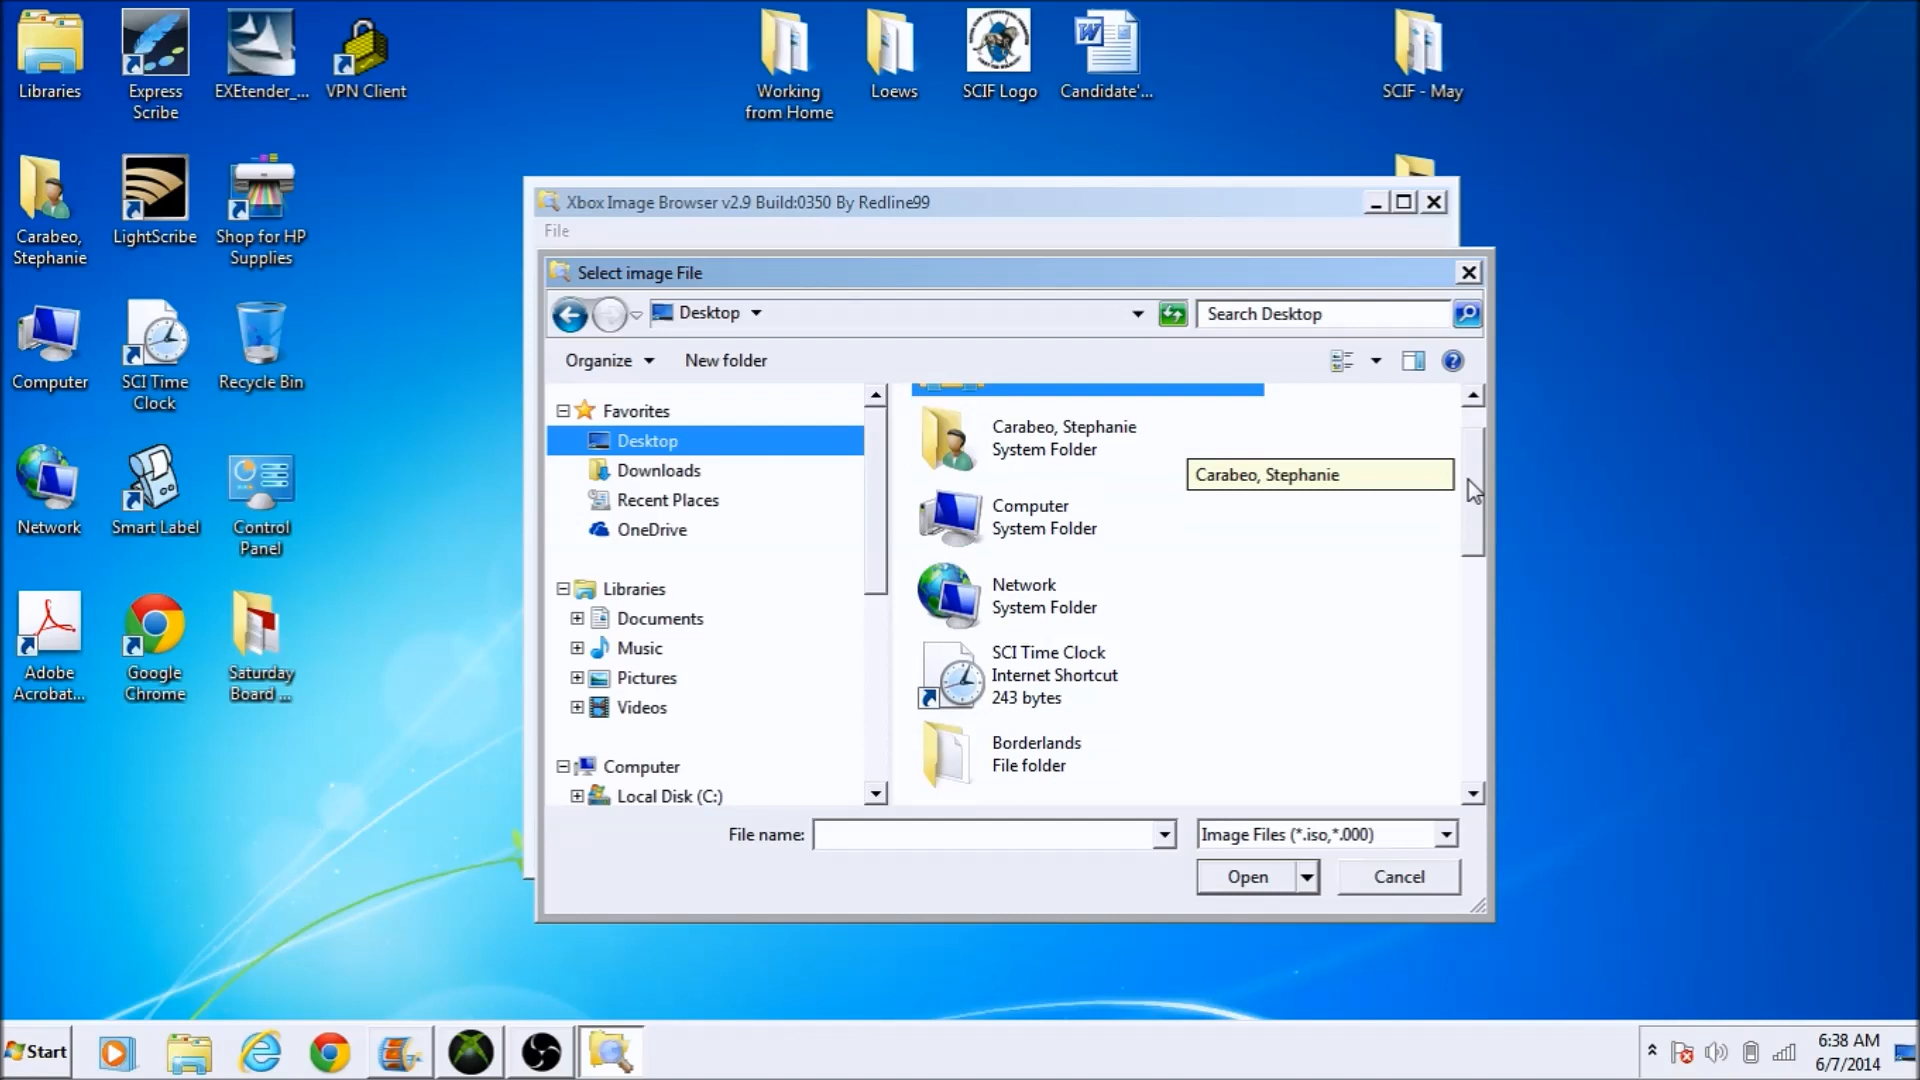 Libraries
Express
Scribe
EXEtender_...
VPN Client
Working
from Home
Loews
SCIF Logo
Candidate'...
SCIF - May
Carabeo,
Stephanie
LightScribe
Shop for HP
Supplies
Computer
SCI Time
Clock
Recycle Bin
Network
Smart Label
Control
Panel
Adobe
Acrobat...
Google
Chrome
Saturday
Board ...
Xbox Image Browser v2.9 Build:0350 By Redline99
File
Select image File
Desktop
Search Desktop
Organize
New folder
Favorites
Desktop
Downloads
Recent Places
OneDrive
Libraries
Documents
Music
Pictures
Videos
Computer
Local Disk (C:)
Carabeo, Stephanie
System Folder
Carabeo, Stephanie
Computer
System Folder
Network
System Folder
SCI Time Clock
Internet Shortcut
243 bytes
Borderlands
File folder
File name:
Image Files (*.iso,*.000)
Open
Cancel
Start
6:38 AM
6/7/2014